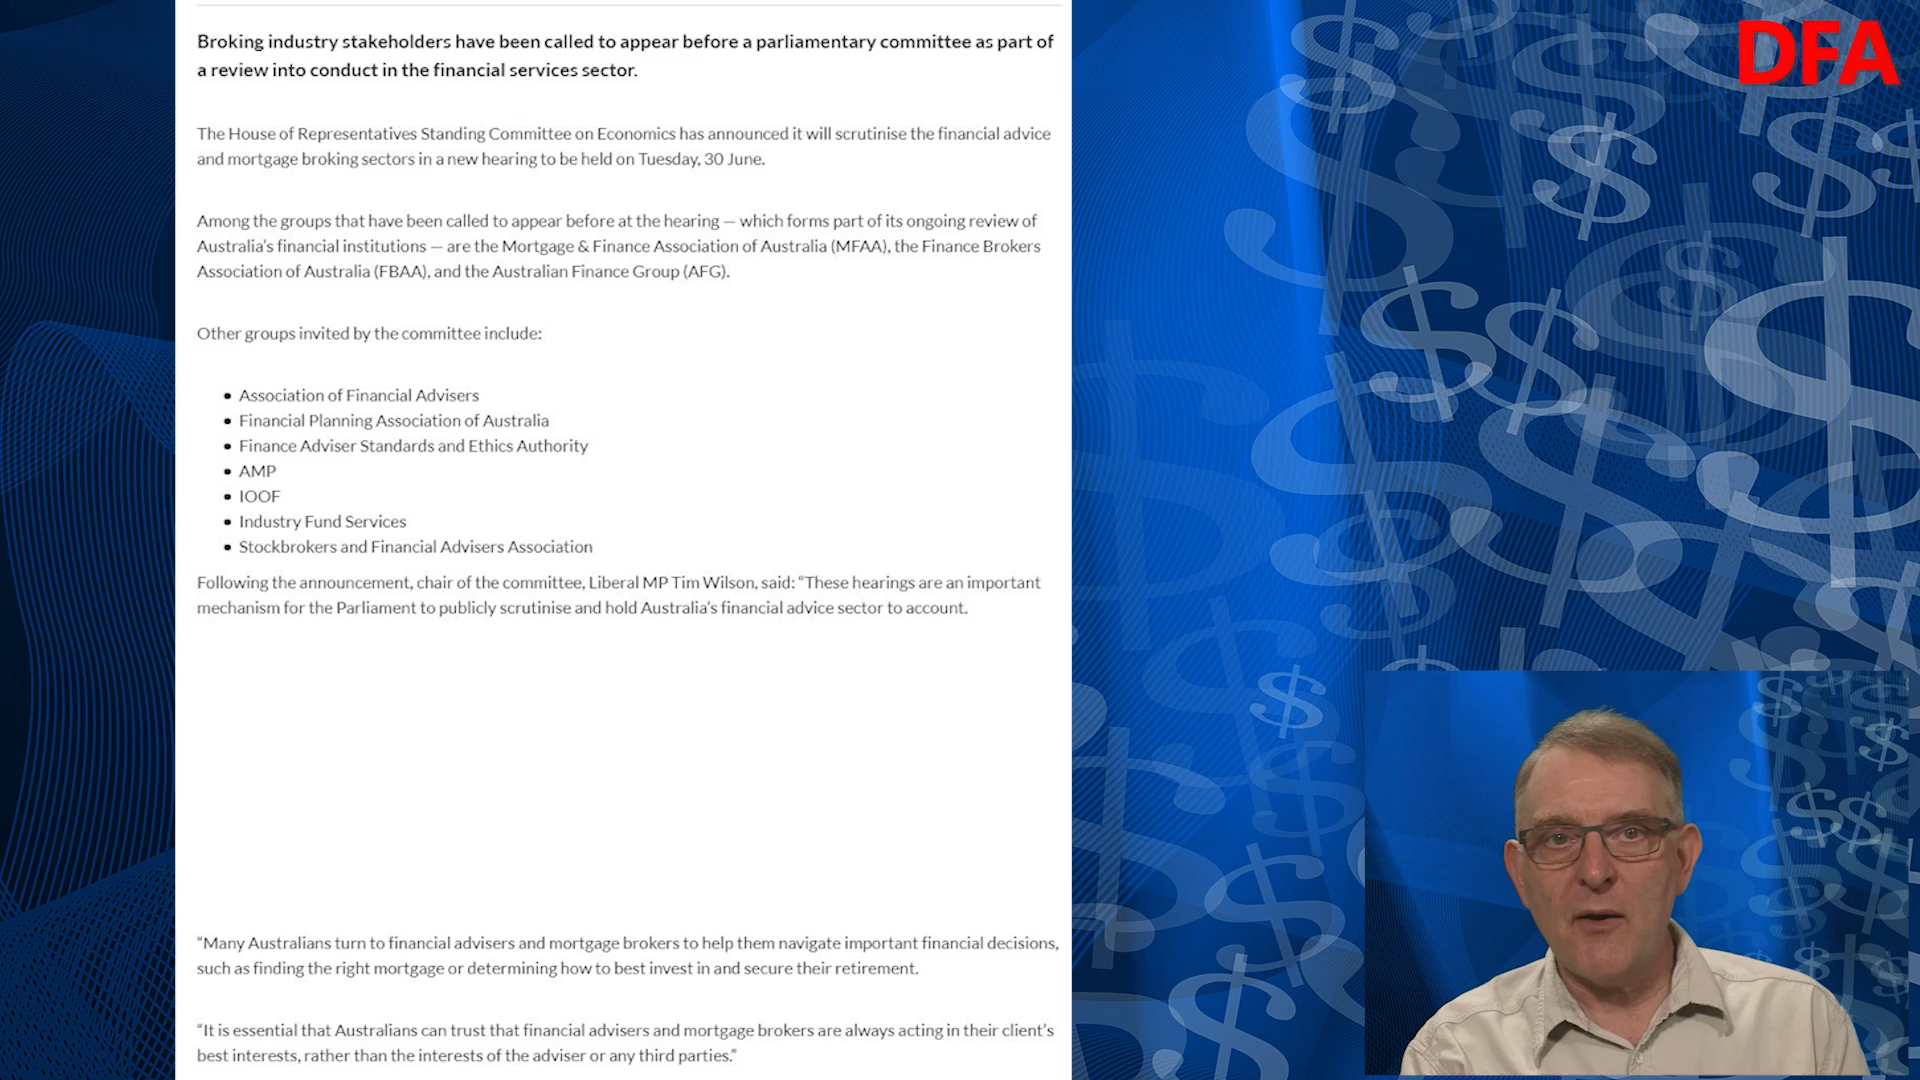 DFA
Broking industry stakeholders have been called to appear before a parliamentary committee as part of
a review into conduct in the financial services sector.
The House of Representatives Standing Committee on Economics has announced it will scrutinise the financial advice
and mortgage broking sectors in a new hearing to be held on Tuesday, 30 June.
Among the groups that have been called to appear before at the hearing — which forms part of its ongoing review of
Australia’s financial institutions — are the Mortgage & Finance Association of Australia (MFAA), the Finance Brokers
Association of Australia (FBAA), and the Australian Finance Group (AFG).
Other groups invited by the committee include:
• Association of Financial Advisers
• Financial Planning Association of Australia
• Finance Adviser Standards and Ethics Authority
• AMP
• IOOF
• Industry Fund Services
• Stockbrokers and Financial Advisers Association
Following the announcement, chair of the committee, Liberal MP Tim Wilson, said: “These hearings are an important
mechanism for the Parliament to publicly scrutinise and hold Australia’s financial advice sector to account.
“Many Australians turn to financial advisers and mortgage brokers to help them navigate important financial decisions,
such as finding the right mortgage or determining how to best invest in and secure their retirement.
“It is essential that Australians can trust that financial advisers and mortgage brokers are always acting in their client’s
best interests, rather than the interests of the adviser or any third parties.”